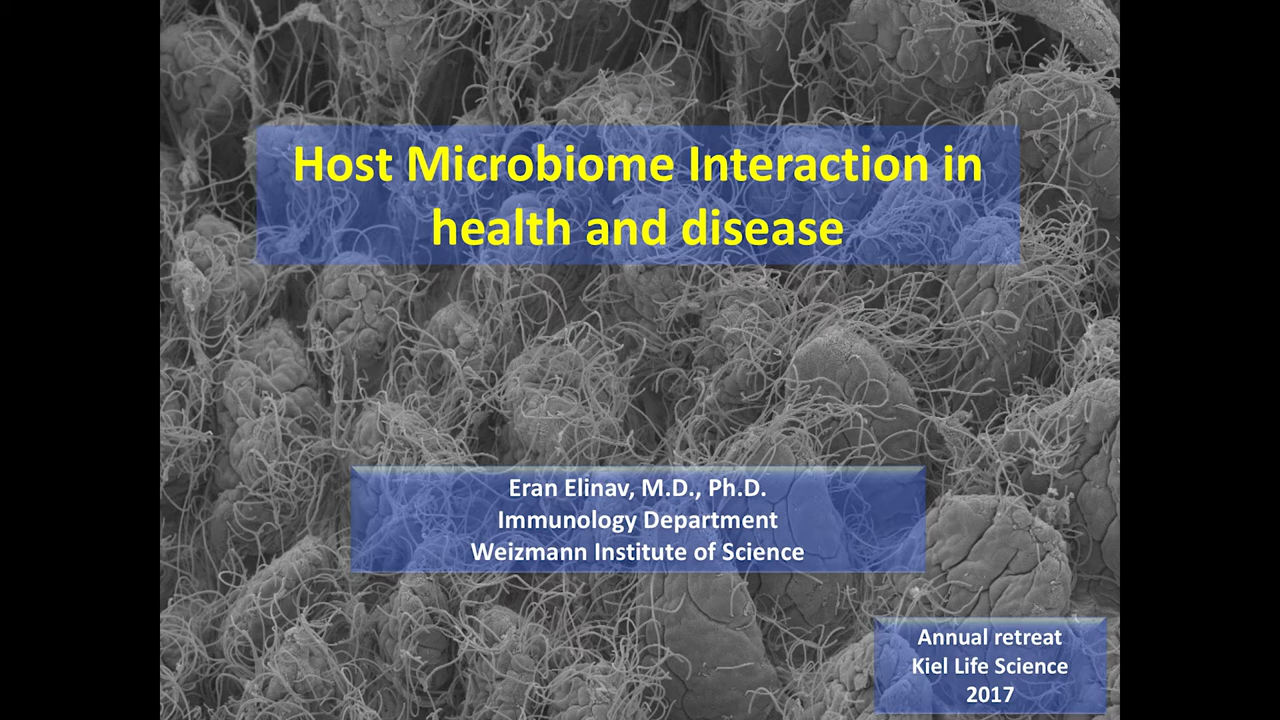 Host Microbiome Interaction in
health and disease
Eran Elinav, M.D., Ph.D.
Immunology Department
Weizmann Institute of Science
Annual retreat
Kiel Life Science
2017